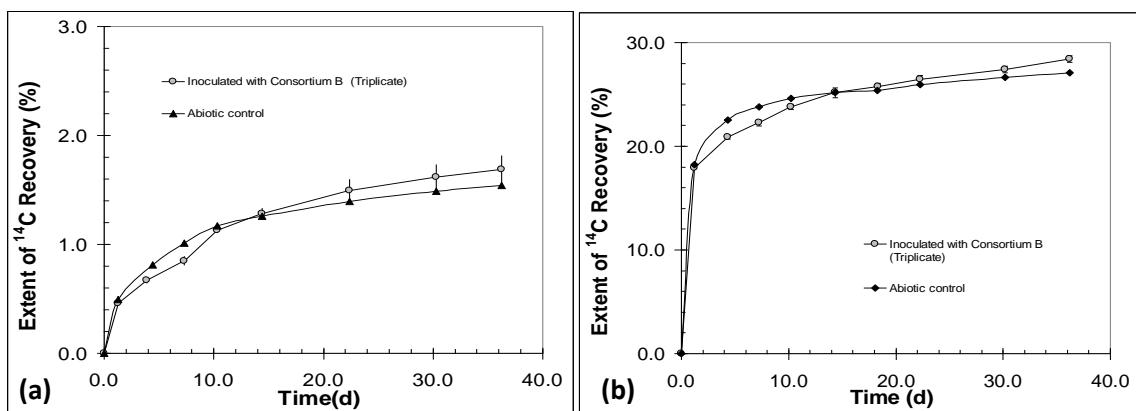 3.0
2.0
1.0
0.0
Extent of ¹⁴C Recovery (%)
Inoculated with Consortium B (Triplicate)
Abiotic control
0.0 10.0 20.0 30.0 40.0
Time(d)
(a)
30.0
20.0
10.0
0.0
Extent of ¹⁴C Recovery (%)
Inoculated with Consortium B
(Triplicate)
Abiotic control
0.0 10.0 20.0 30.0 40.0
Time (d)
(b)